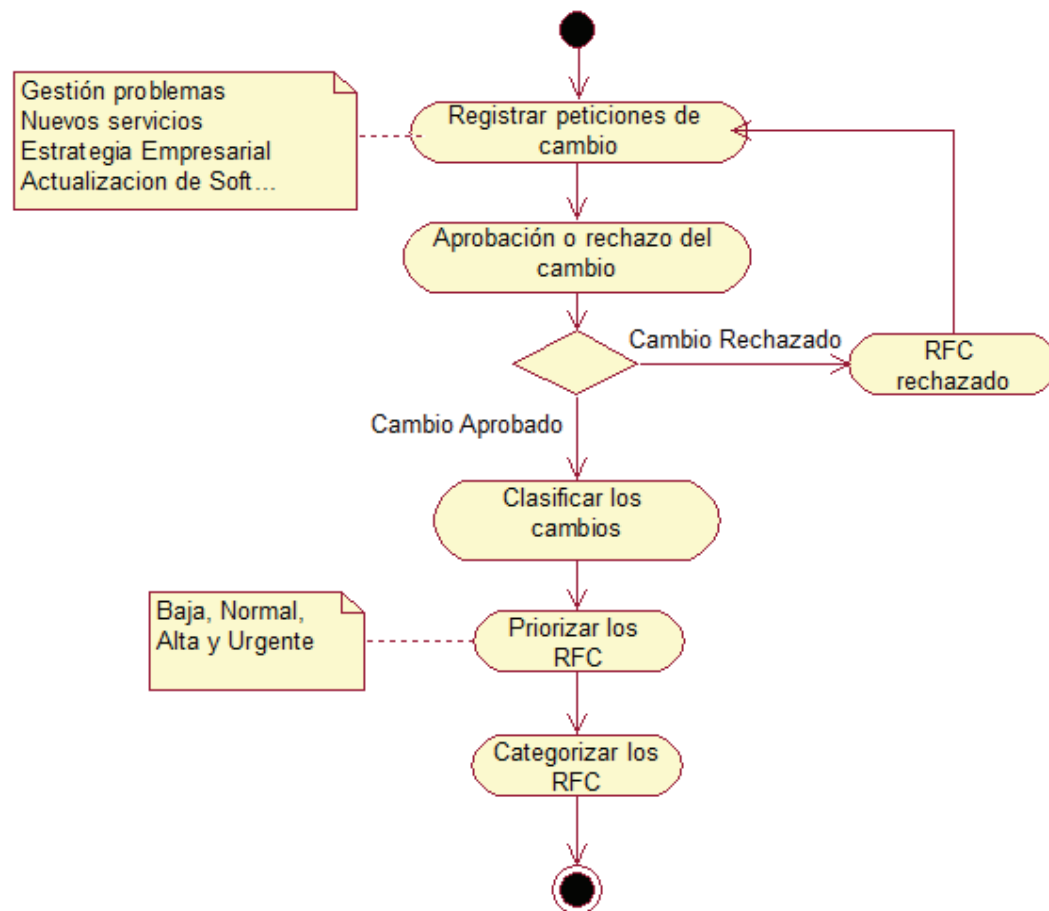 Gestión problemas
Nuevos servicios
Estrategia Empresarial
Actualizacion de Soft...
Registrar peticiones de
cambio
Aprobación o rechazo del
cambio
Cambio Rechazado
RFC
rechazado
Cambio Aprobado
Clasificar los
cambios
Baja, Normal,
Alta y Urgente
Priorizar los
RFC
Categorizar los
RFC